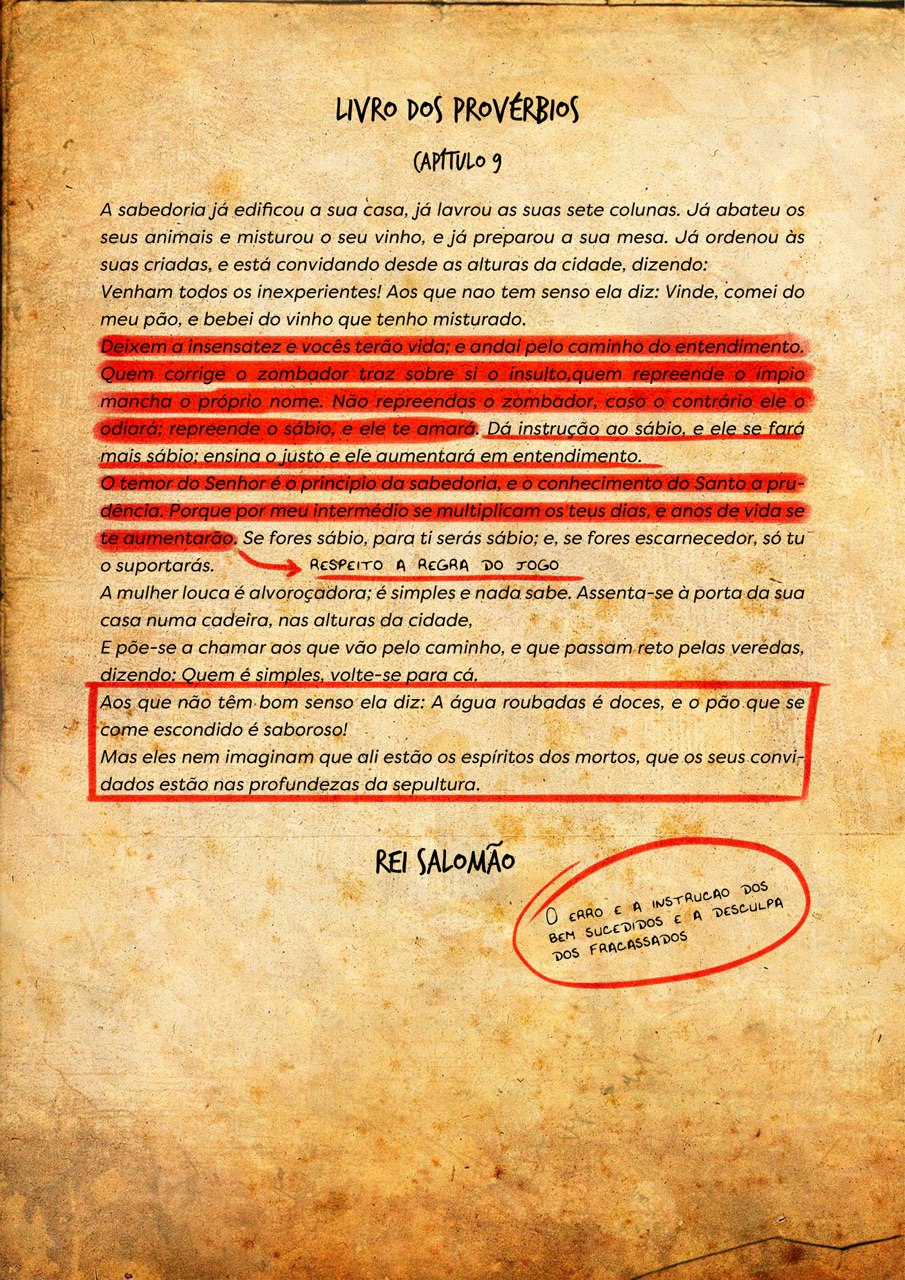 LIVRO DOS PROVÉRBIOS
CAPÍTULO 9
A sabedoria já edificou a sua casa, já lavrou as suas sete colunas. Já abateu os
seus animais e misturou o seu vinho, e já preparou a sua mesa. Já ordenou às
suas criadas, e está convidando desde as alturas da cidade, dizendo:
Venham todos os inexperientes! Aos que nao tem senso ela diz: Vinde, comei do
meu pão, e bebei do vinho que tenho misturado.
Deixem a insensatez e vocês terão vida; e andai pelo caminho do entendimento.
Quem corrige o zombador traz sobre si o insulto,quem repreende o ímpio
mancha o próprio nome. Não repreendas o zombador, caso o contrário ele o
odiará; repreende o sábio, e ele te amará. Dá instrução ao sábio, e ele se fará
mais sábio; ensina o justo e ele aumentará em entendimento.
O temor do Senhor é o princípio da sabedoria, e o conhecimento do Santo a pru-
dência. Porque por meu intermédio se multiplicam os teus dias, e anos de vida se
te aumentarão. Se fores sábio, para ti serás sábio; e, se fores escarnecedor, só tu
o suportarás.
RESPEITO A REGRA DO JOGO
A mulher louca é alvoroçadora; é simples e nada sabe. Assenta-se à porta da sua
casa numa cadeira, nas alturas da cidade,
E põe-se a chamar aos que vão pelo caminho, e que passam reto pelas veredas,
dizendo: Quem é simples, volte-se para cá.
Aos que não têm bom senso ela diz: A água roubadas é doces, e o pão que se
come escondido é saboroso!
Mas eles nem imaginam que ali estão os espíritos dos mortos, que os seus convi-
dados estão nas profundezas da sepultura.
REI SALOMÃO
O ERRO E A INSTRUCAO DOS
BEM SUCEDIDOS E A DESCULPA
DOS FRACASSADOS